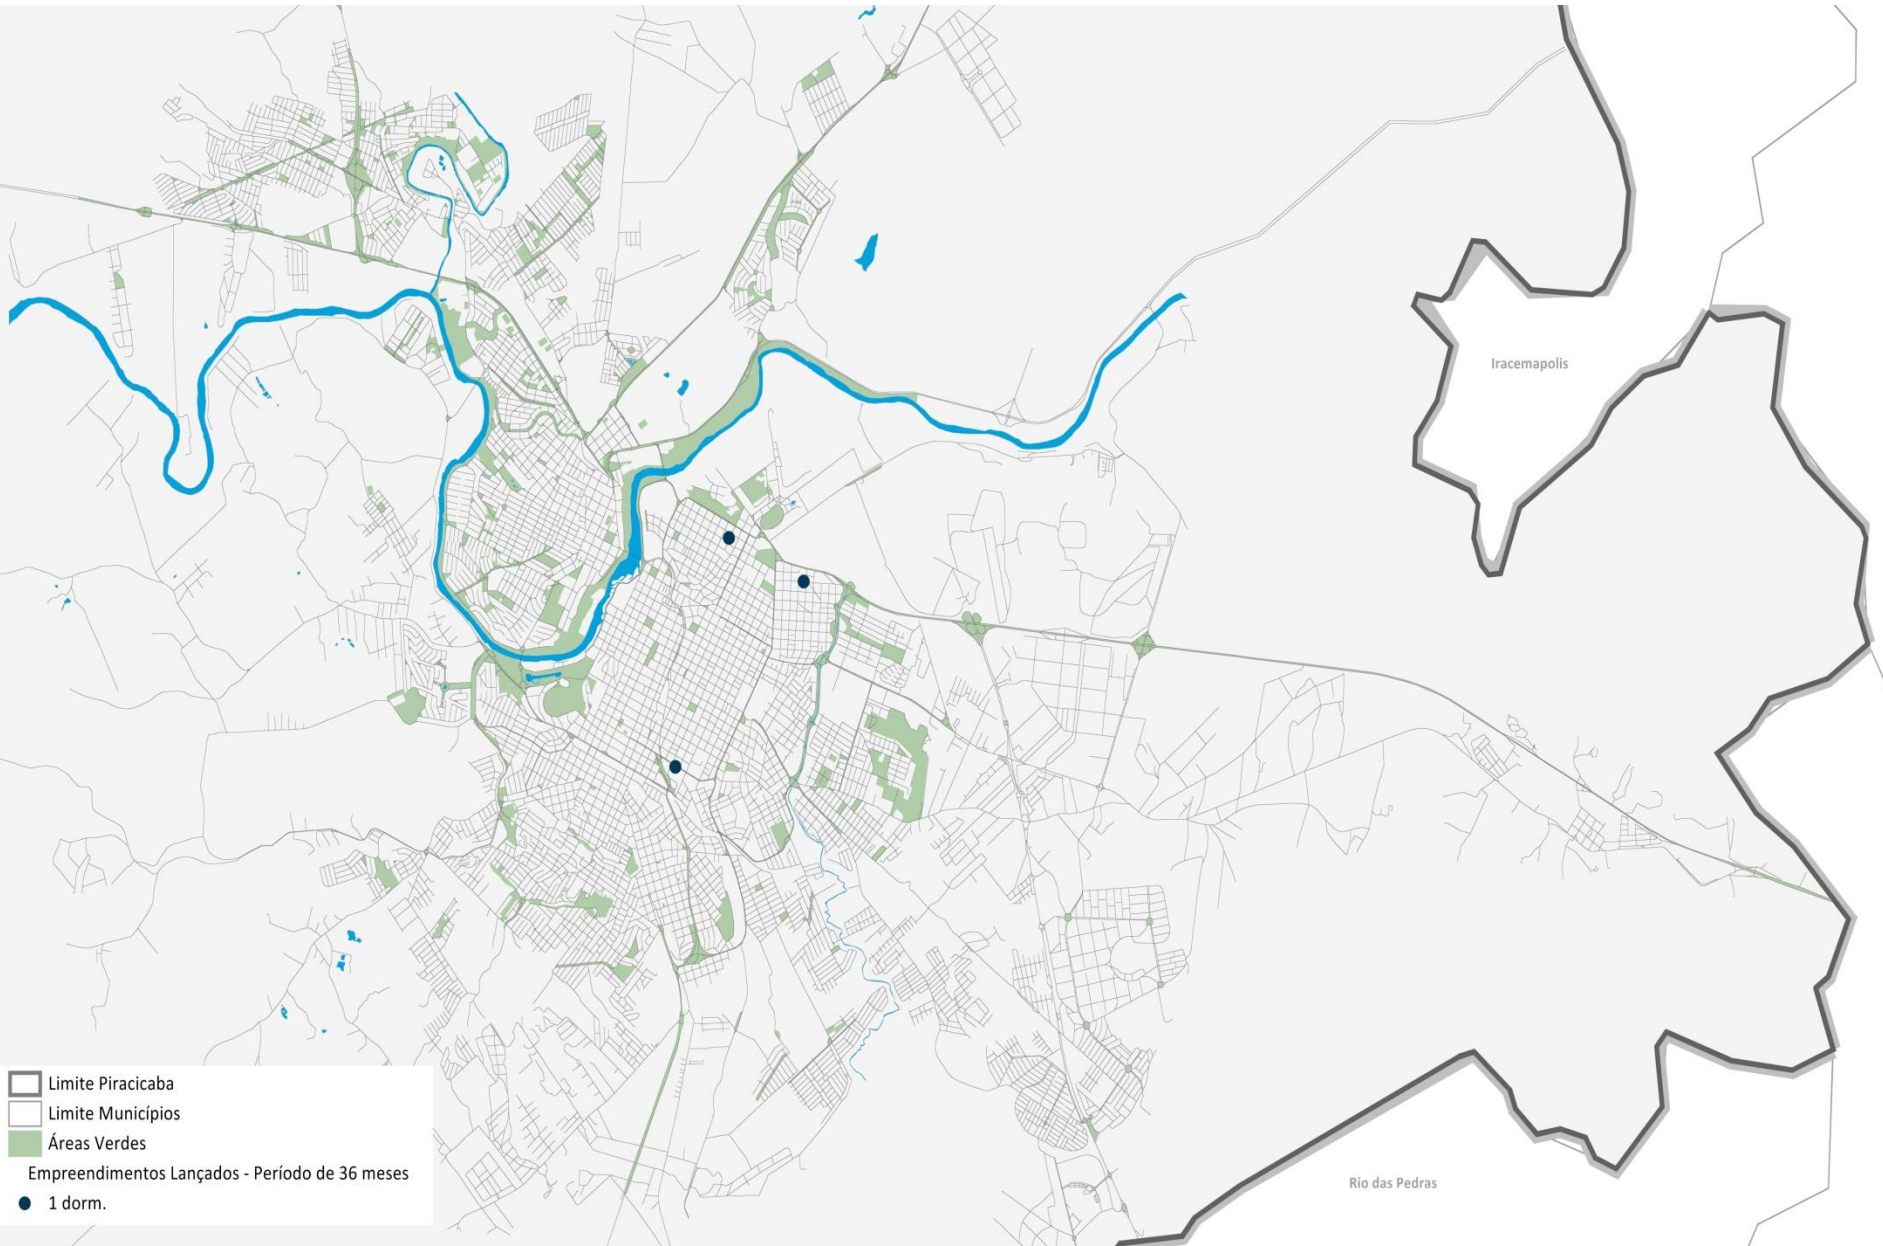 Iracemapolis
Limite Piracicaba
Limite Municípios
Áreas Verdes
Empreendimentos Lançados - Período de 36 meses
1 dorm.
Rio das Pedras